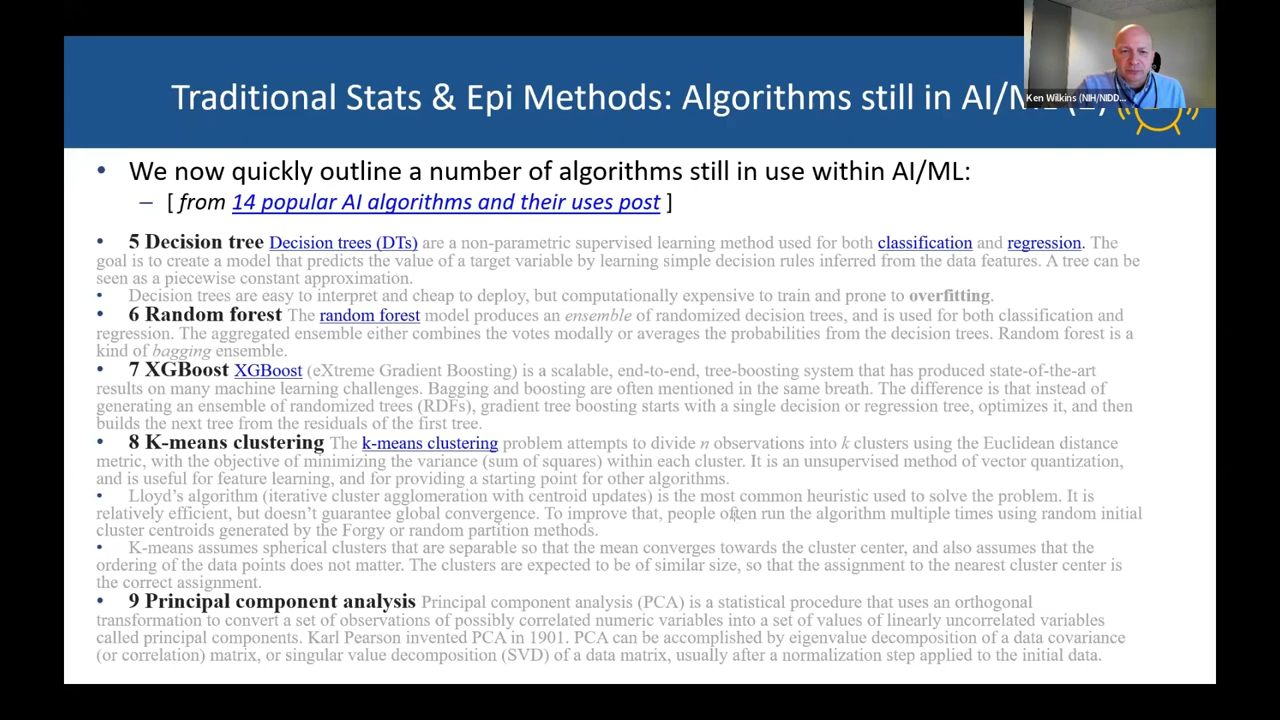 Traditional Stats & Epi Methods: Algorithms still in AI/
Ken Wilkins (NIH/NIDD...
• We now quickly outline a number of algorithms still in use within AI/ML:
– [ from 14 popular AI algorithms and their uses post ]
• 5 Decision tree Decision trees (DTs) are a non-parametric supervised learning method used for both classification and regression. The
goal is to create a model that predicts the value of a target variable by learning simple decision rules inferred from the data features. A tree can be
seen as a piecewise constant approximation.
• Decision trees are easy to interpret and cheap to deploy, but computationally expensive to train and prone to overfitting.
• 6 Random forest The random forest model produces an ensemble of randomized decision trees, and is used for both classification and
regression. The aggregated ensemble either combines the votes modally or averages the probabilities from the decision trees. Random forest is a
kind of bagging ensemble.
• 7 XGBoost XGBoost (eXtreme Gradient Boosting) is a scalable, end-to-end, tree-boosting system that has produced state-of-the-art
results on many machine learning challenges. Bagging and boosting are often mentioned in the same breath. The difference is that instead of
generating an ensemble of randomized trees (RDFs), gradient tree boosting starts with a single decision or regression tree, optimizes it, and then
builds the next tree from the residuals of the first tree.
• 8 K-means clustering The k-means clustering problem attempts to divide n observations into k clusters using the Euclidean distance
metric, with the objective of minimizing the variance (sum of squares) within each cluster. It is an unsupervised method of vector quantization,
and is useful for feature learning, and for providing a starting point for other algorithms.
• Lloyd's algorithm (iterative cluster agglomeration with centroid updates) is the most common heuristic used to solve the problem. It is
relatively efficient, but doesn't guarantee global convergence. To improve that, people often run the algorithm multiple times using random initial
cluster centroids generated by the Forgy or random partition methods.
• K-means assumes spherical clusters that are separable so that the mean converges towards the cluster center, and also assumes that the
ordering of the data points does not matter. The clusters are expected to be of similar size, so that the assignment to the nearest cluster center is
the correct assignment.
• 9 Principal component analysis Principal component analysis (PCA) is a statistical procedure that uses an orthogonal
transformation to convert a set of observations of possibly correlated numeric variables into a set of values of linearly uncorrelated variables
called principal components. Karl Pearson invented PCA in 1901. PCA can be accomplished by eigenvalue decomposition of a data covariance
(or correlation) matrix, or singular value decomposition (SVD) of a data matrix, usually after a normalization step applied to the initial data.